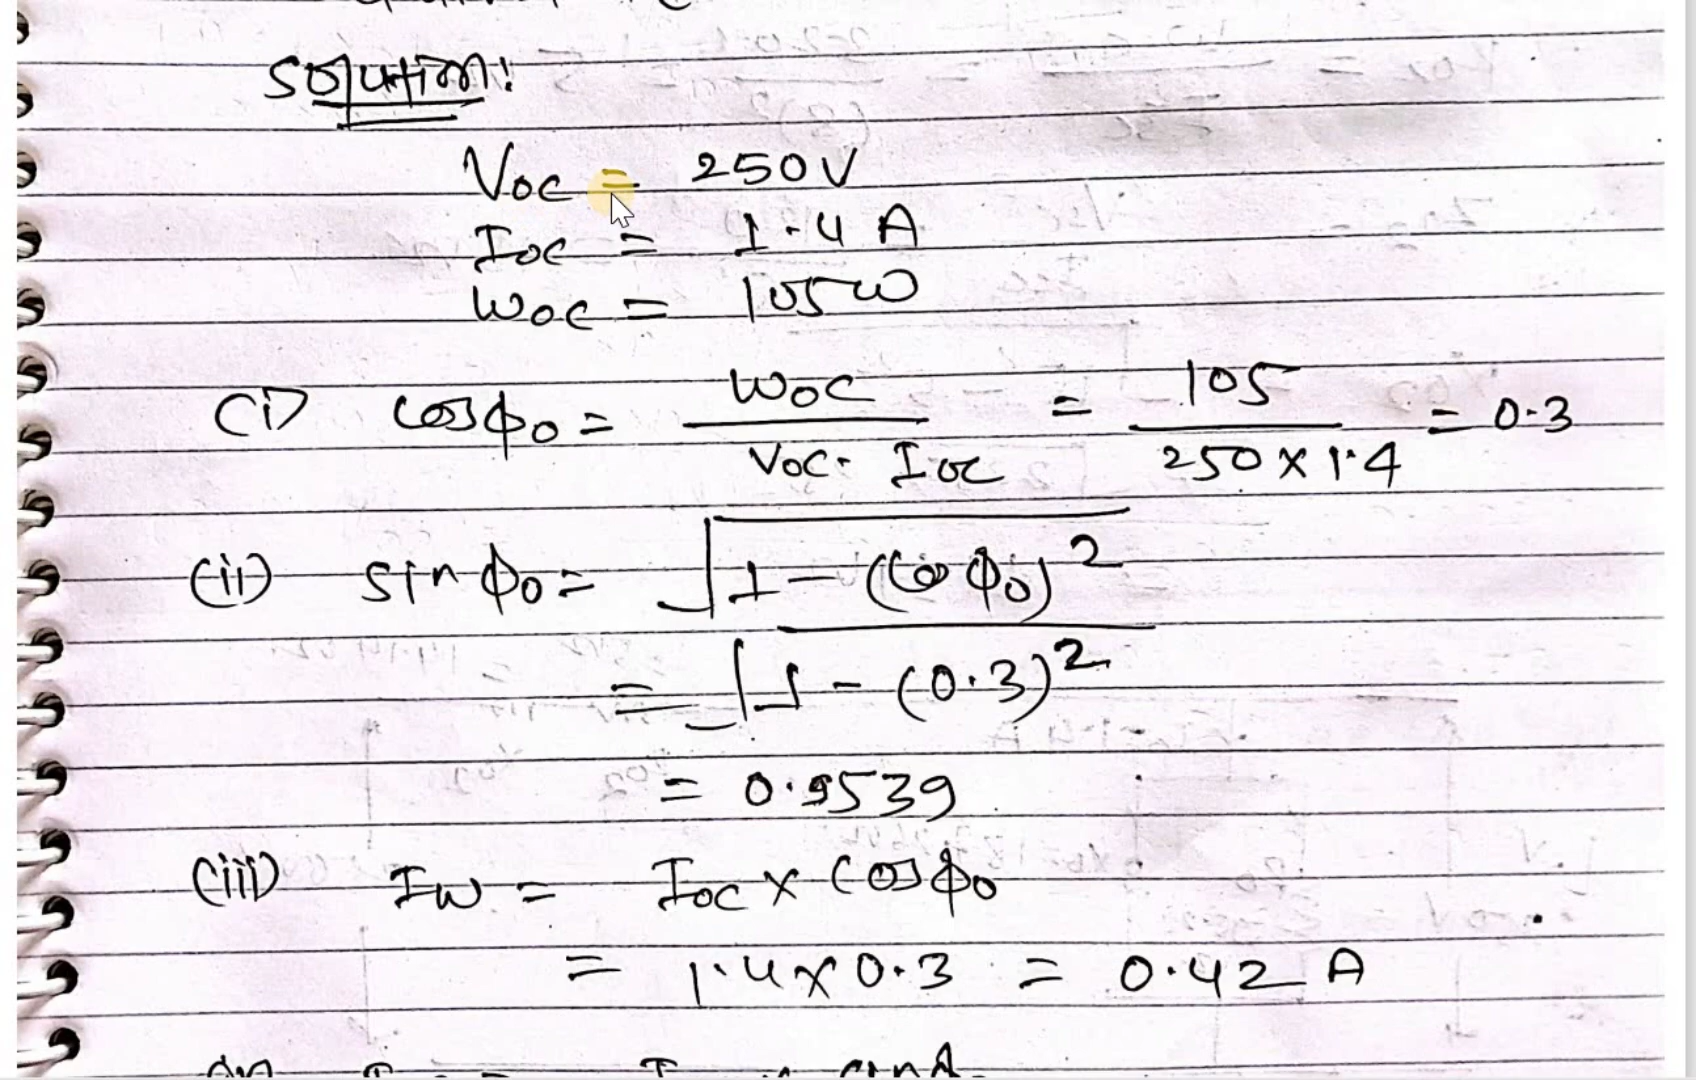 Solution:
Voc = 250V
Ioc = 1.4 A
Woc = 105W
(i) cosϕ0 = Woc / Voc. Ioc = 105 / 250 x 1.4 = 0.3
(ii) sinϕ0 = √1 - (Cosϕ0)²
= √1 - (0.3)²
= 0.9539
(iii) Iw = Ioc x Cosϕ0
= 1.4 x 0.3 = 0.42 A